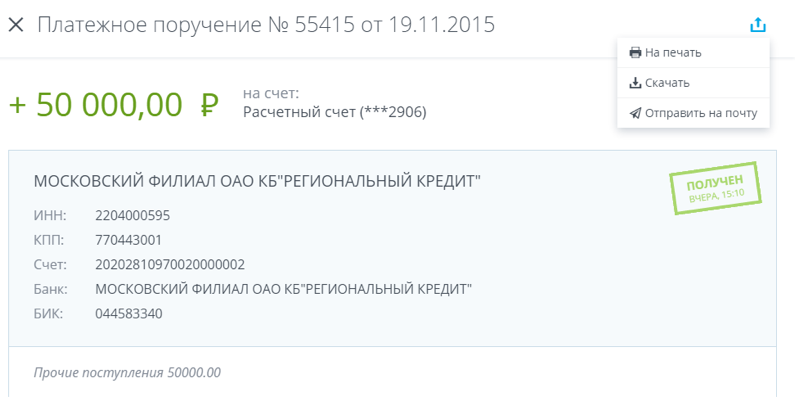 Платежное поручение № 55415 от 19.11.2015
На печать
Скачать
Отправить на почту
+ 50 000,00 ₽
на счет:
Расчетный счет (***2906)
МОСКОВСКИЙ ФИЛИАЛ ОАО КБ"РЕГИОНАЛЬНЫЙ КРЕДИТ"
ПОЛУЧЕН
ВЧЕРА, 15:10
ИНН: 2204000595
КПП: 770443001
Счет: 20202810970020000002
Банк: МОСКОВСКИЙ ФИЛИАЛ ОАО КБ"РЕГИОНАЛЬНЫЙ КРЕДИТ"
БИК: 044583340
Прочие поступления 50000.00